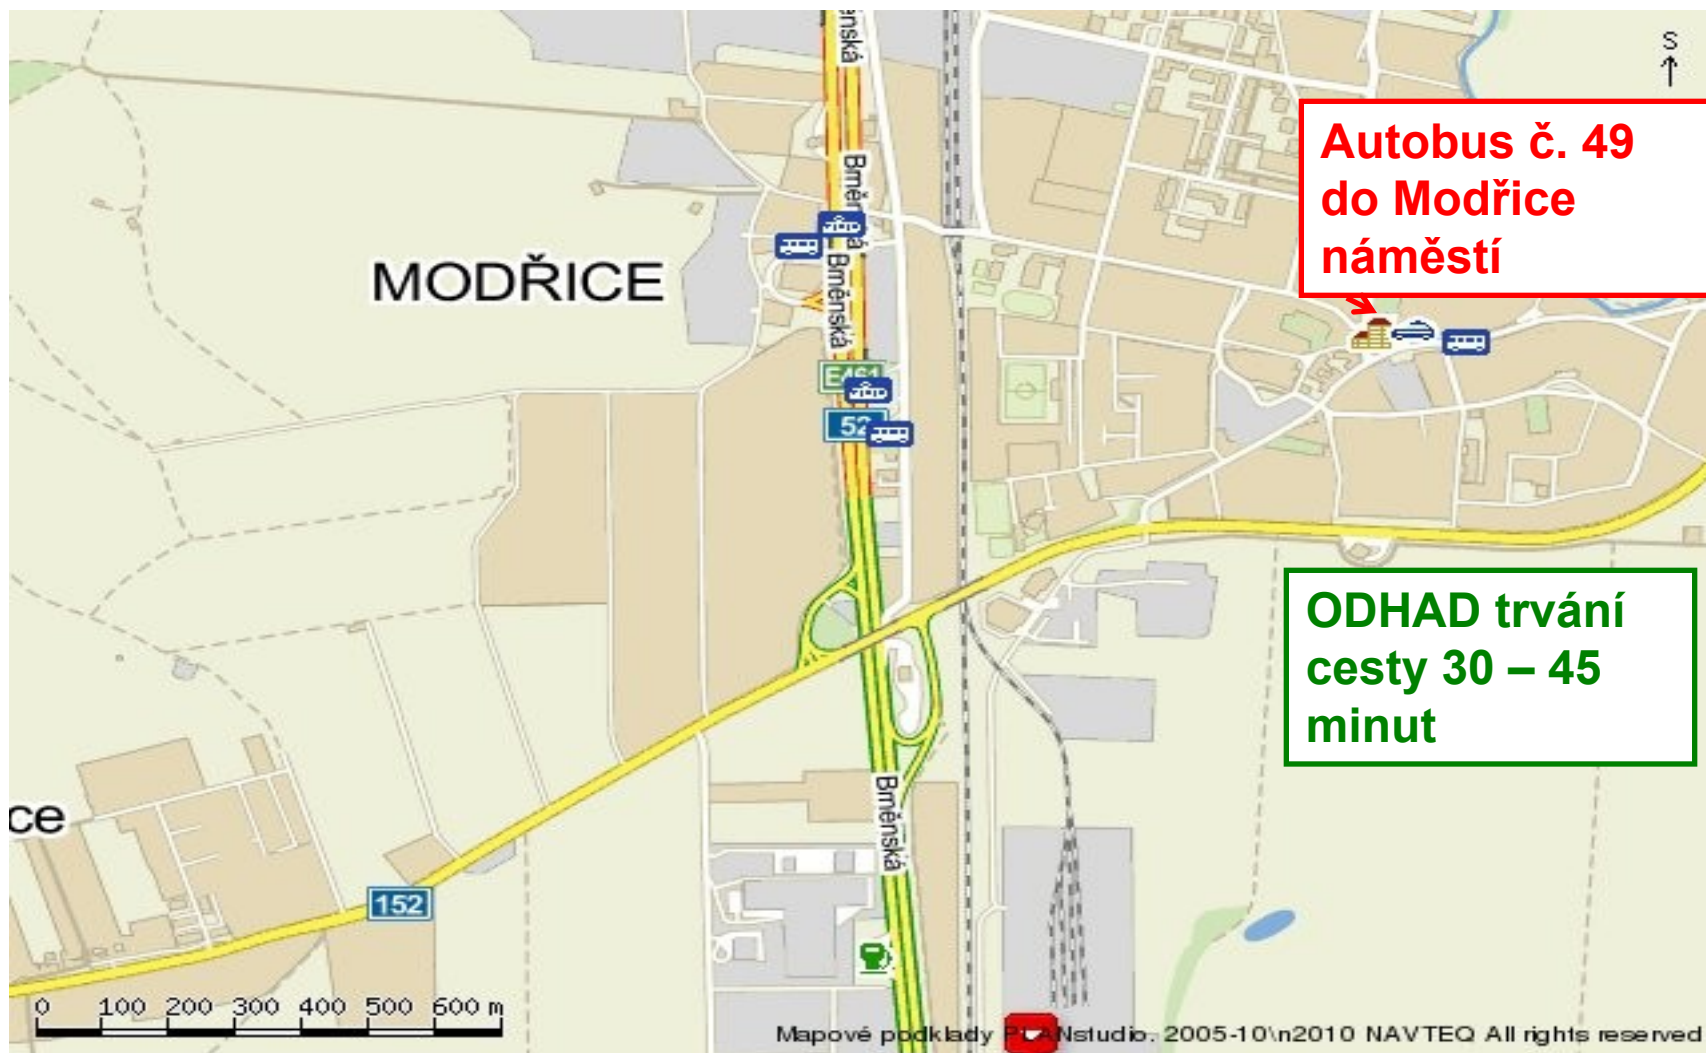 ěnská
S
Autobus č. 49
do Modřice
náměstí
Brněnská
MODŘICE
Brněnská
E461
52
ODHAD trvání
cesty 30 – 45
minut
Brněnská
ce
152
0 100 200 300 400 500 600 m
Mapové podklady PLANstudio. 2005-10\n2010 NAVTEQ All rights reserved